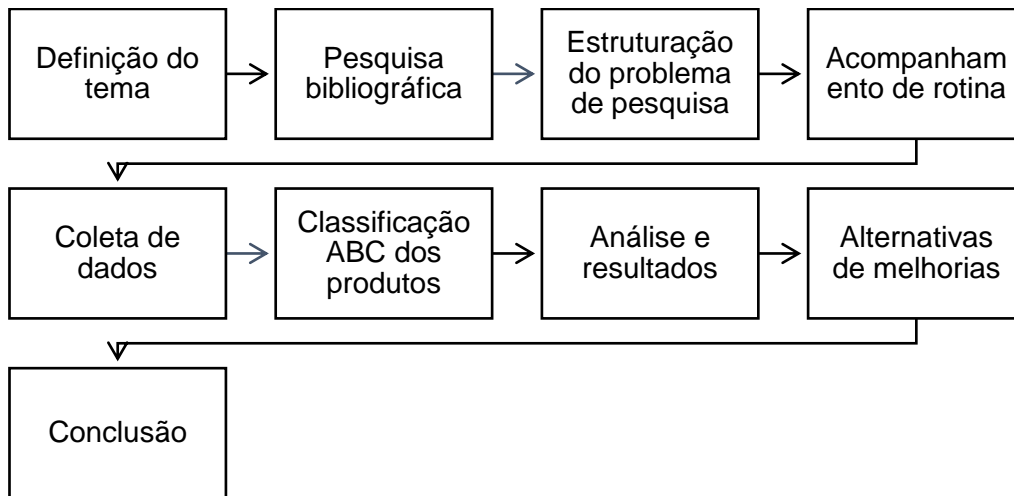 Definição do
tema
Pesquisa
bibliográfica
Estruturação
do problema
de pesquisa
Acompanham
ento de rotina
Coleta de
dados
Classificação
ABC dos
produtos
Análise e
resultados
Alternativas
de melhorias
Conclusão